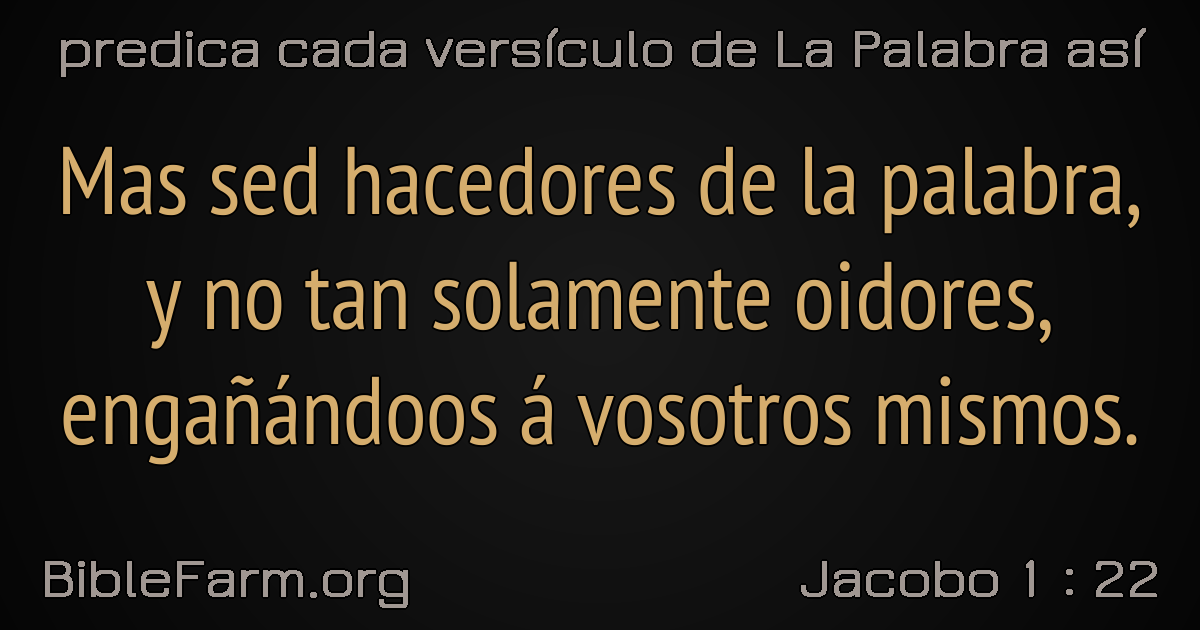 predica cada versículo de La Palabra así
Mas sed hacedores de la palabra,
y no tan solamente oidores,
engañándoos á vosotros mismos.
BibleFarm.org
Jacobo 1 : 22